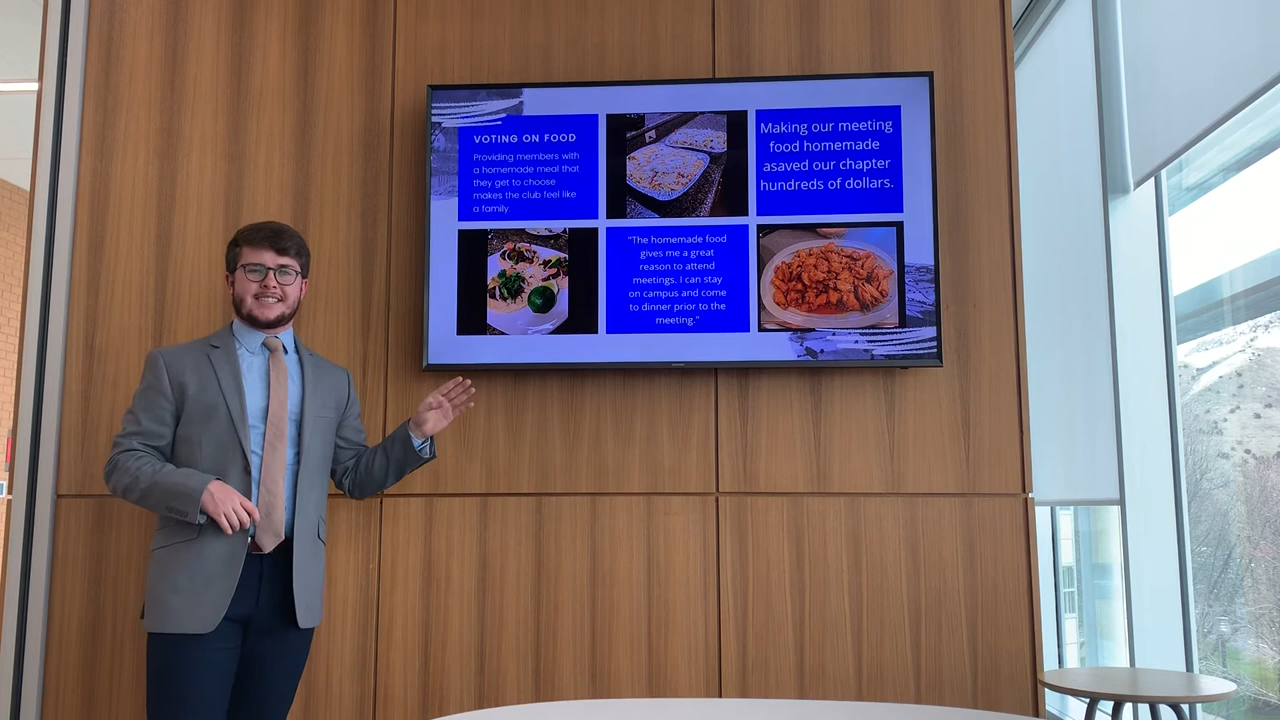 VOTING ON FOOD
Providing members with
a homemade meal that
they get to choose
makes the club feel like
a family
Making our meeting
food homemade
asaved our chapter
hundreds of dollars.
"The homemade food
gives me a great
reason to attend
meetings. I can stay
on campus and come
to dinner prior to the
meeting."